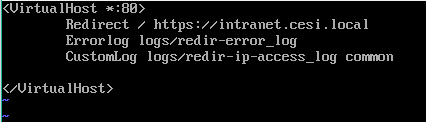 <VirtualHost *:80>
Redirect / https://intranet.cesi.local
Errorlog logs/redir-error_log
CustomLog logs/redir-ip-access_log common
</VirtualHost>
~
~